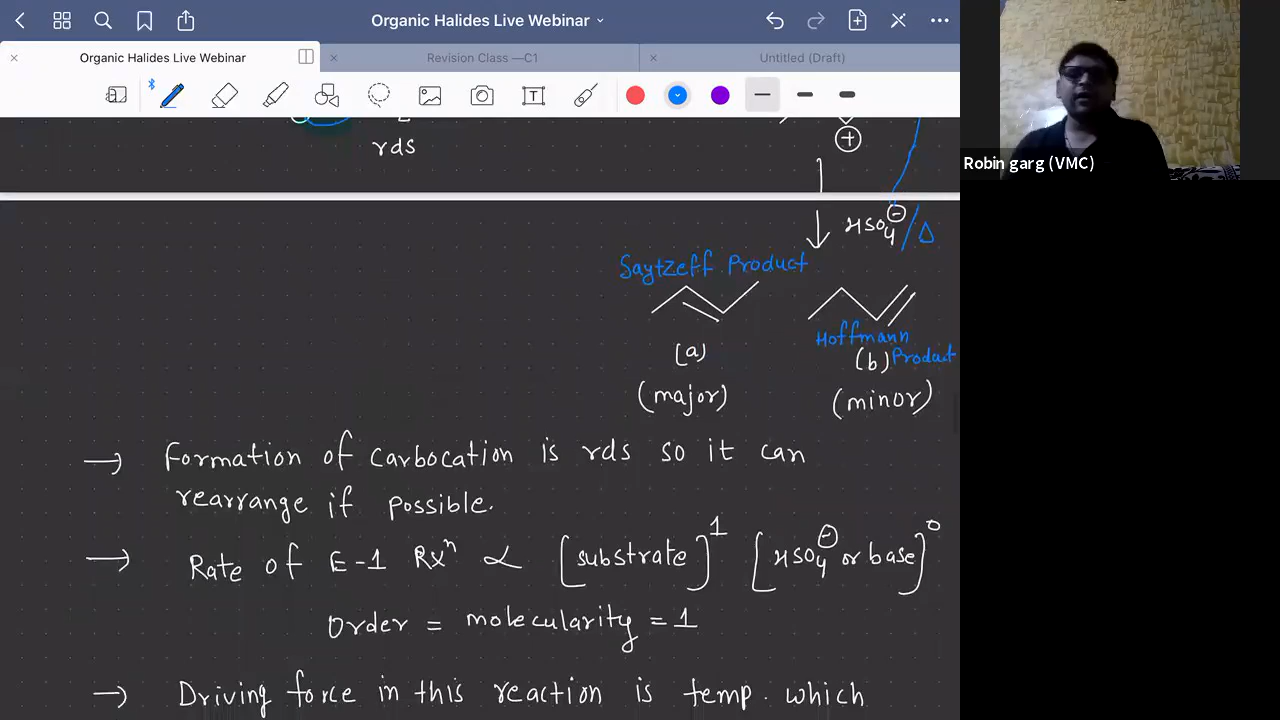 Organic Halides Live Webinar
Organic Halides Live Webinar
Revision Class —C1
Untitled (Draft)
Robin garg (VMC)
rds
⊕
HSO₄⊖/Δ
Saytzeff Product
Hoffmann
(a)
(b) Product
(major)
(minor)
→ Formation of carbocation is rds so it can
rearrange if possible.
→ Rate of E-1 Rxⁿ ∝ [substrate]¹ [HSO₄⊖ or base]⁰
Order = molecularity = 1
→ Driving force in this reaction is temp. which